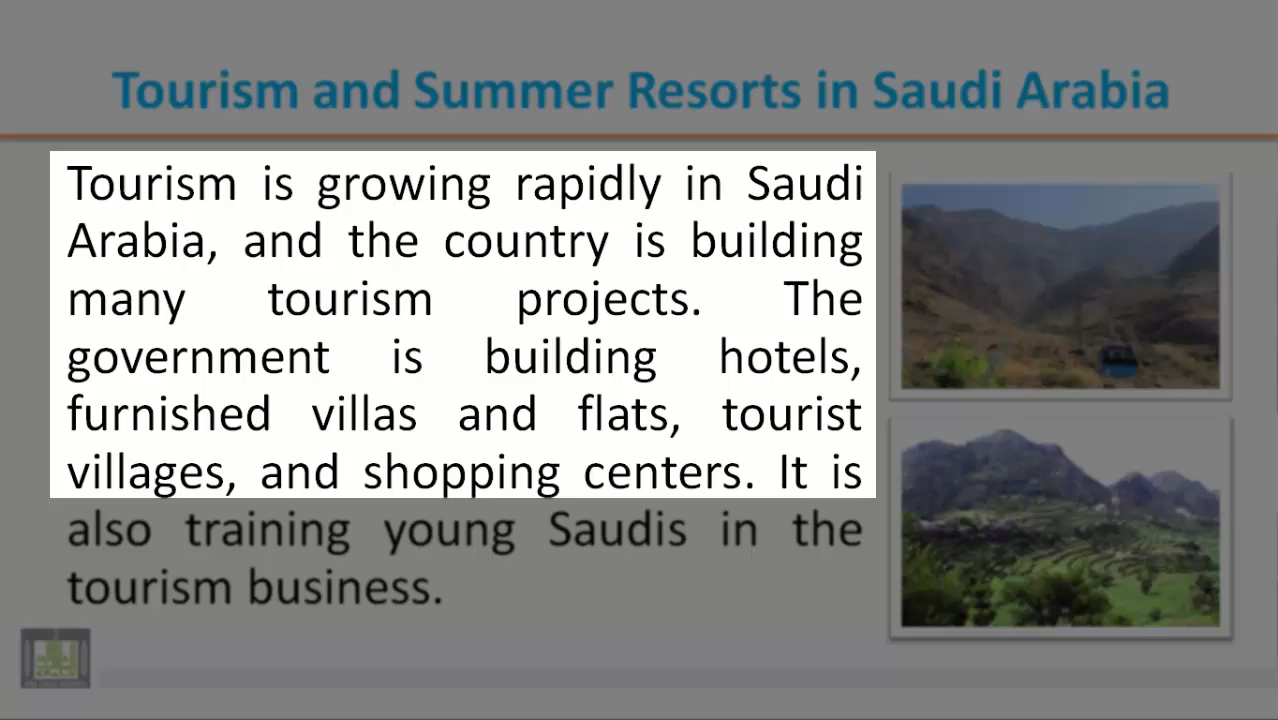 Tourism and Summer Resorts in Saudi Arabia
Tourism is growing rapidly in Saudi
Arabia, and the country is building
many tourism projects. The
government is building hotels,
furnished villas and flats, tourist
villages, and shopping centers. It is
also training young Saudis in the
tourism business.